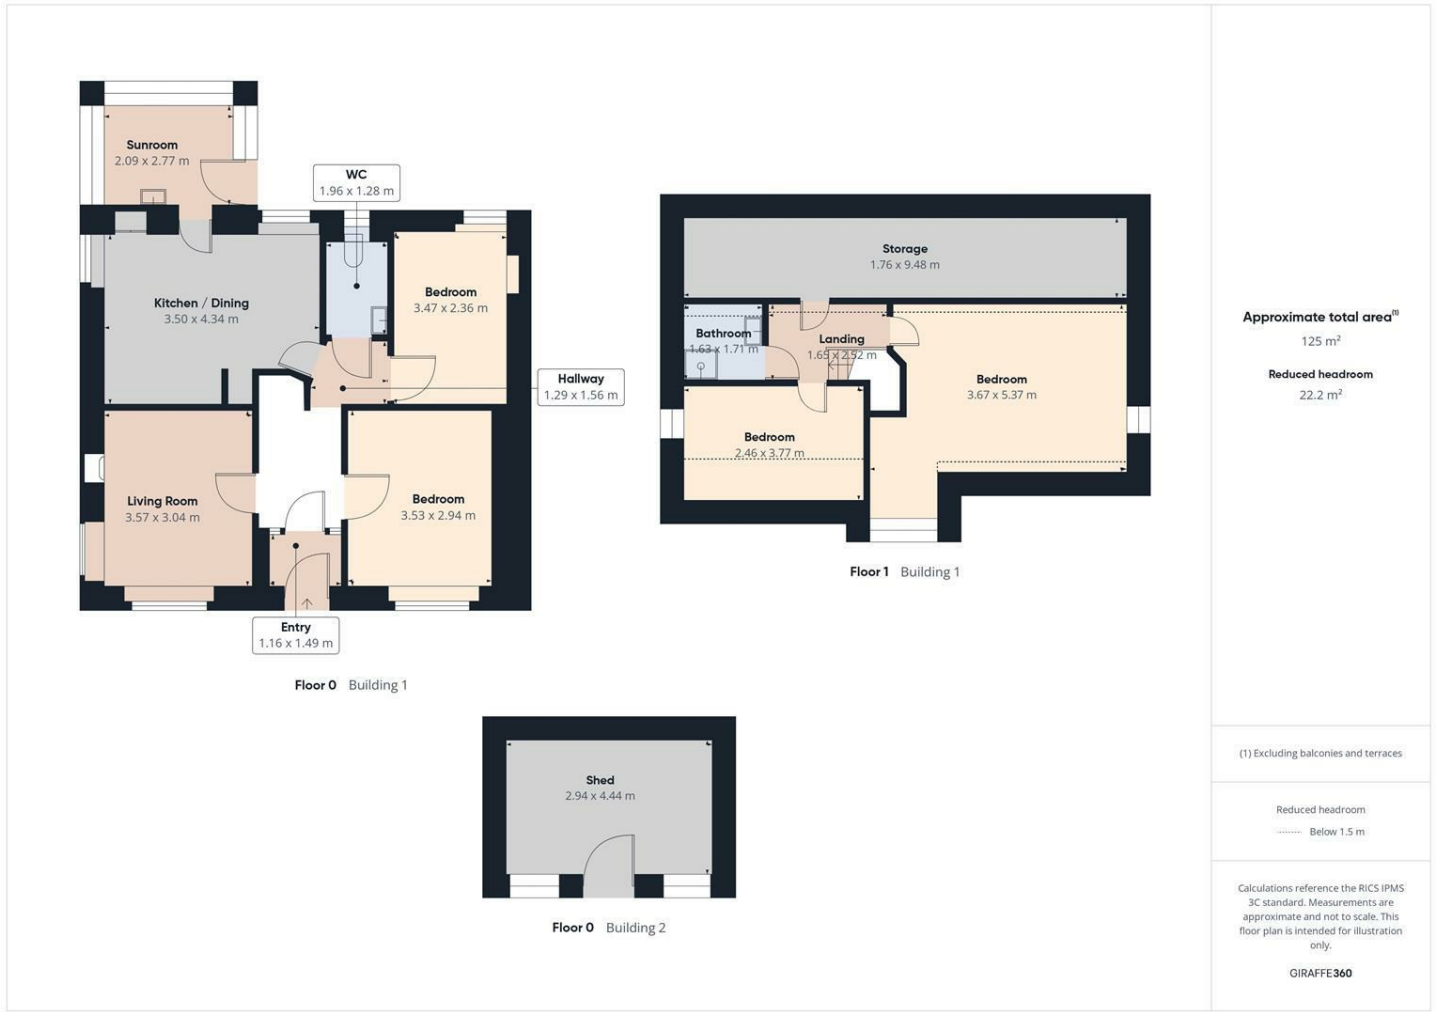 Sunroom
2.09 x 2.77 m
WC
1.96 x 1.28 m
Kitchen / Dining
3.50 x 4.34 m
Bedroom
3.47 x 2.36 m
Hallway
1.29 x 1.56 m
Living Room
3.57 x 3.04 m
Bedroom
3.53 x 2.94 m
Entry
1.16 x 1.49 m
Floor 0 Building 1
Storage
1.76 x 9.48 m
Bathroom
1.63 x 1.71 m
Landing
1.65 x 2.52 m
Bedroom
3.67 x 5.37 m
Bedroom
2.46 x 3.77 m
Floor 1 Building 1
Shed
2.94 x 4.44 m
Floor 0 Building 2
Approximate total area(1)
125 m²
Reduced headroom
22.2 m²
(1) Excluding balconies and terraces
Reduced headroom
Below 1.5 m
Calculations reference the RICS IPMS
3C standard. Measurements are
approximate and not to scale. This
floor plan is intended for illustration
only.
GIRAFFE360